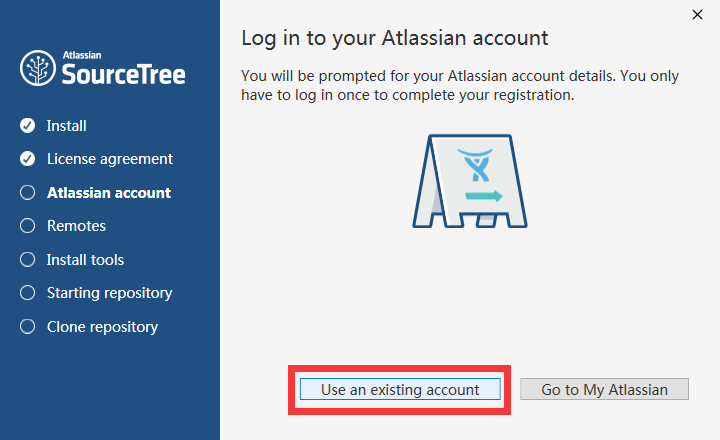 Atlassian
SourceTree
Install
License agreement
Atlassian account
Remotes
Install tools
Starting repository
Clone repository
Log in to your Atlassian account
You will be prompted for your Atlassian account details. You only
have to log in once to complete your registration.
Use an existing account
Go to My Atlassian